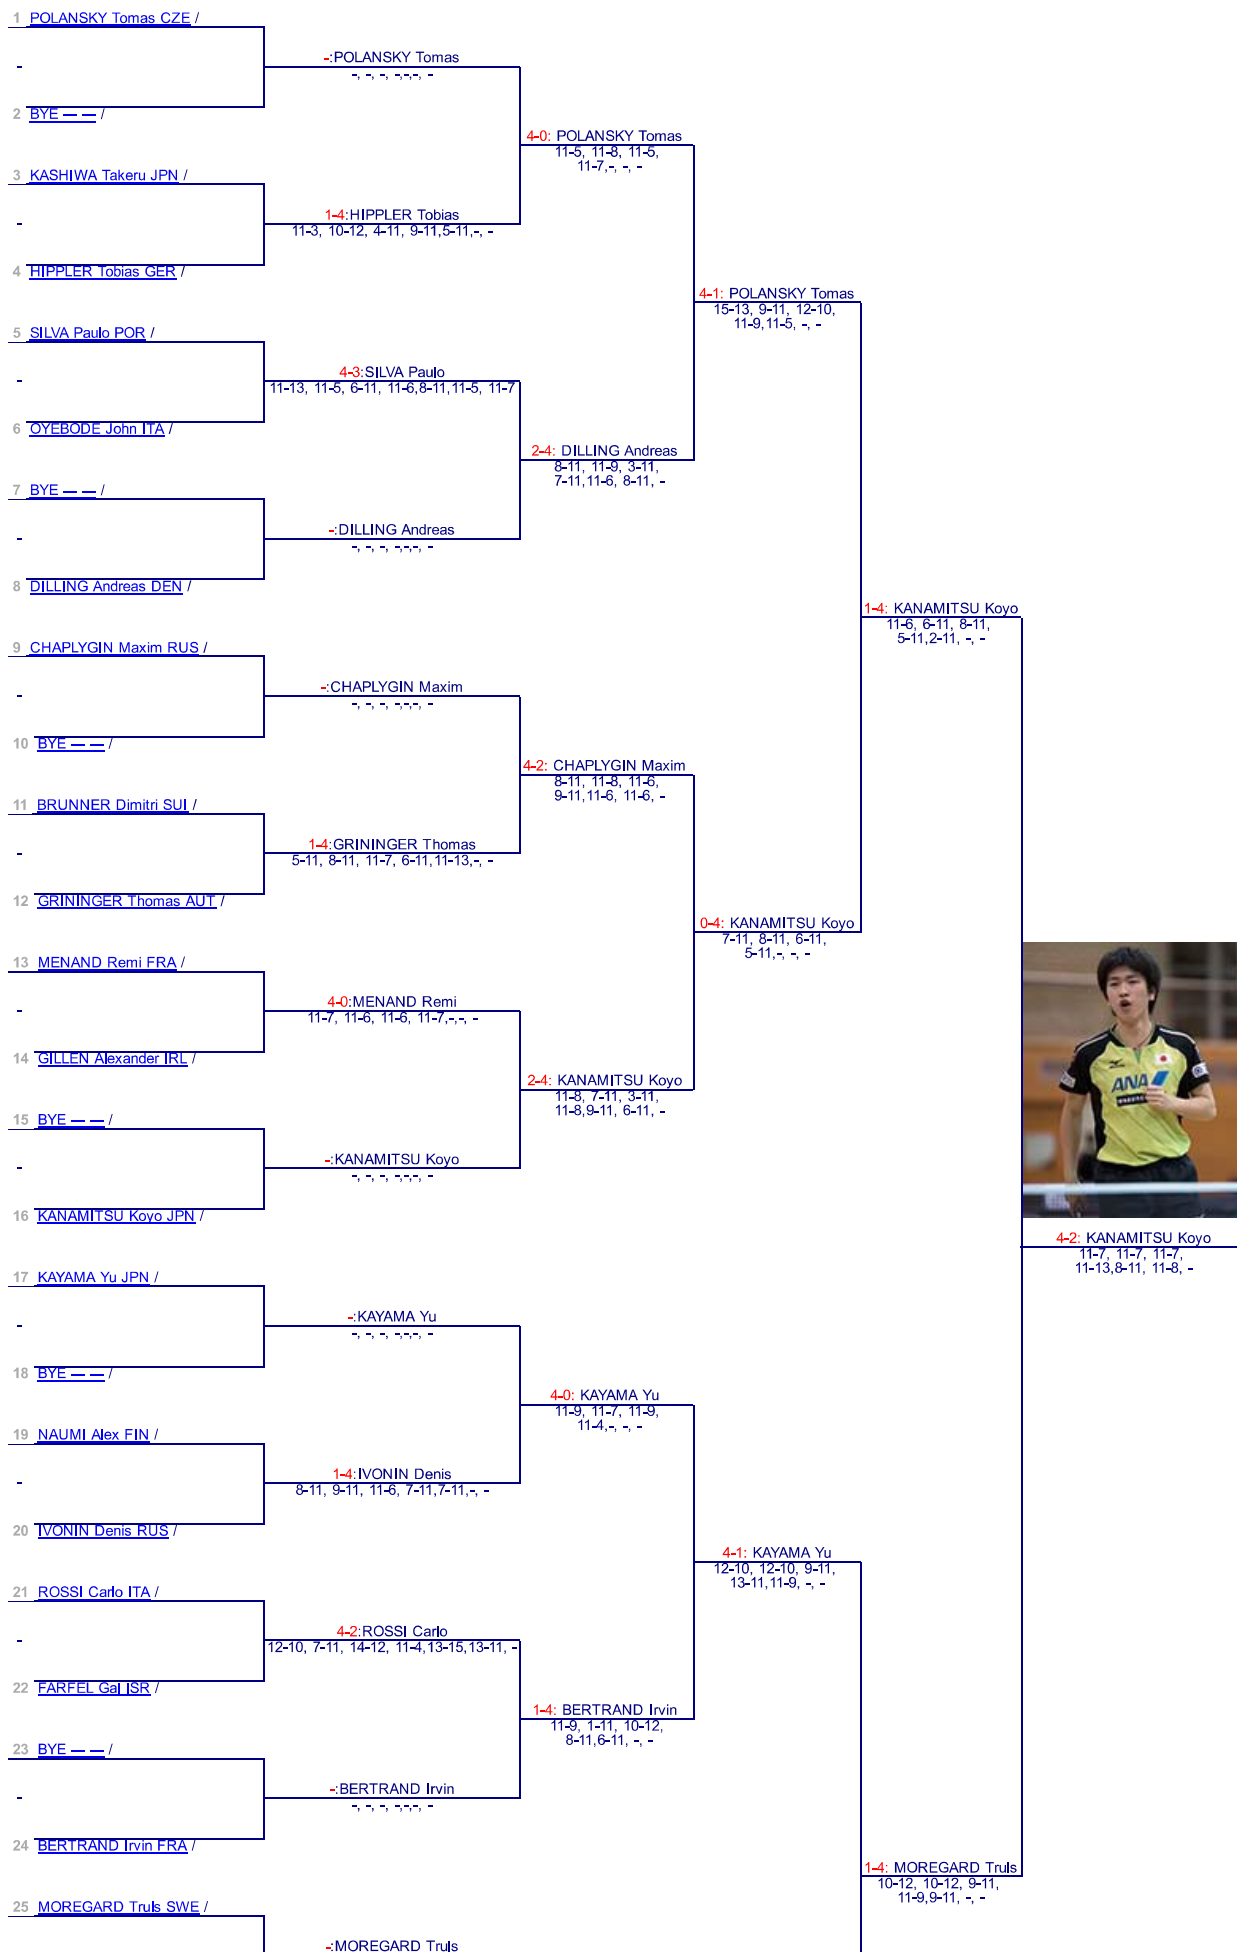 1 POLANSKY Tomas CZE /
-
2 BYE — — /
-:POLANSKY Tomas
-, -, -, -,-,-, -
3 KASHIWA Takeru JPN /
-
4 HIPPLER Tobias GER /
1-4:HIPPLER Tobias
11-3, 10-12, 4-11, 9-11,5-11,-, -
4-0: POLANSKY Tomas
11-5, 11-8, 11-5,
11-7,-, -, -
5 SILVA Paulo POR /
-
6 OYEBODE John ITA /
4-3:SILVA Paulo
11-13, 11-5, 6-11, 11-6,8-11,11-5, 11-7
7 BYE — — /
-
8 DILLING Andreas DEN /
-:DILLING Andreas
-, -, -, -,-,-, -
2-4: DILLING Andreas
8-11, 11-9, 3-11,
7-11,11-6, 8-11, -
4-1: POLANSKY Tomas
15-13, 9-11, 12-10,
11-9,11-5, -, -
9 CHAPLYGIN Maxim RUS /
-
10 BYE — — /
-:CHAPLYGIN Maxim
-, -, -, -,-,-, -
11 BRUNNER Dimitri SUI /
-
12 GRININGER Thomas AUT /
1-4:GRININGER Thomas
5-11, 8-11, 11-7, 6-11,11-13,-, -
4-2: CHAPLYGIN Maxim
8-11, 11-8, 11-6,
9-11,11-6, 11-6, -
13 MENAND Remi FRA /
-
14 GILLEN Alexander IRL /
4-0:MENAND Remi
11-7, 11-6, 11-6, 11-7,-,-, -
15 BYE — — /
-
16 KANAMITSU Koyo JPN /
-:KANAMITSU Koyo
-, -, -, -,-,-, -
2-4: KANAMITSU Koyo
11-8, 7-11, 3-11,
11-8,9-11, 6-11, -
0-4: KANAMITSU Koyo
7-11, 8-11, 6-11,
5-11,-, -, -
1-4: KANAMITSU Koyo
11-6, 6-11, 8-11,
5-11,2-11, -, -
ANA
4-2: KANAMITSU Koyo
11-7, 11-7, 11-7,
11-13,8-11, 11-8, -
17 KAYAMA Yu JPN /
-
18 BYE — — /
-:KAYAMA Yu
-, -, -, -,-,-, -
19 NAUMI Alex FIN /
-
20 IVONIN Denis RUS /
1-4:IVONIN Denis
8-11, 9-11, 11-6, 7-11,7-11,-, -
4-0: KAYAMA Yu
11-9, 11-7, 11-9,
11-4,-, -, -
21 ROSSI Carlo ITA /
-
22 FARFEL Gal ISR /
4-2:ROSSI Carlo
12-10, 7-11, 14-12, 11-4,13-15,13-11, -
23 BYE — — /
-
24 BERTRAND Irvin FRA /
-:BERTRAND Irvin
-, -, -, -,-,-, -
1-4: BERTRAND Irvin
11-9, 1-11, 10-12,
8-11,6-11, -, -
4-1: KAYAMA Yu
12-10, 12-10, 9-11,
13-11,11-9, -, -
1-4: MOREGARD Truls
10-12, 10-12, 9-11,
11-9,9-11, -, -
25 MOREGARD Truls SWE /
-:MOREGARD Truls